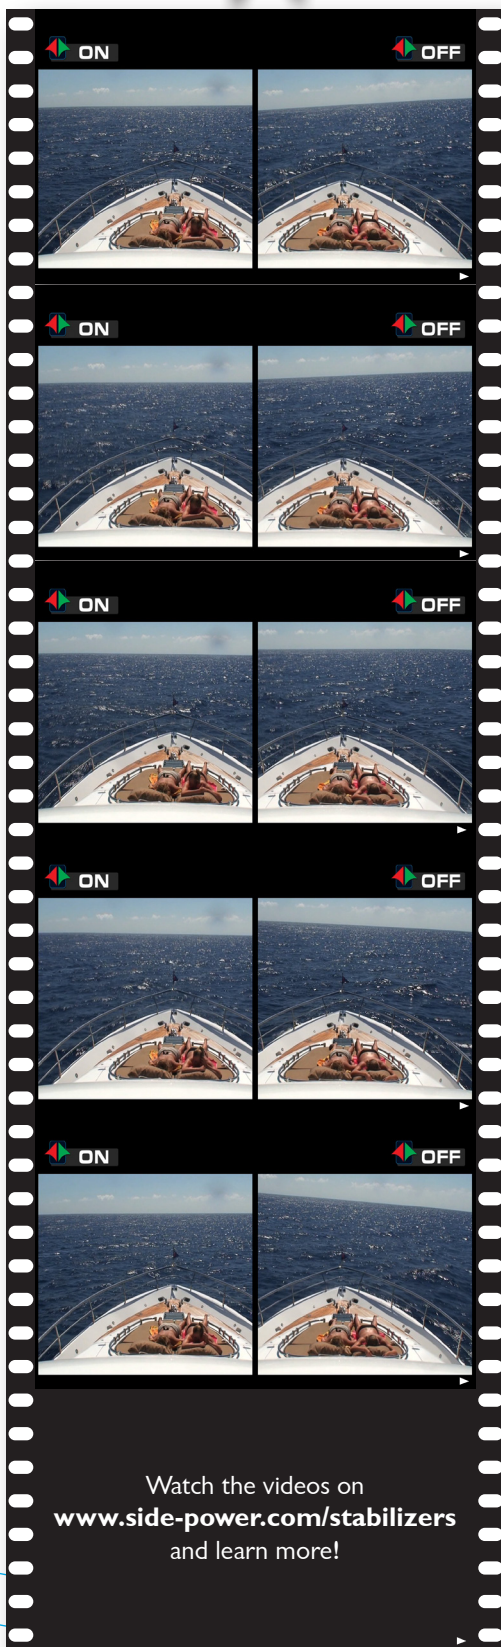 ON OFF
ON OFF
ON OFF
ON OFF
ON OFF
Watch the videos on
www.side-power.com/stabilizers
and learn more!